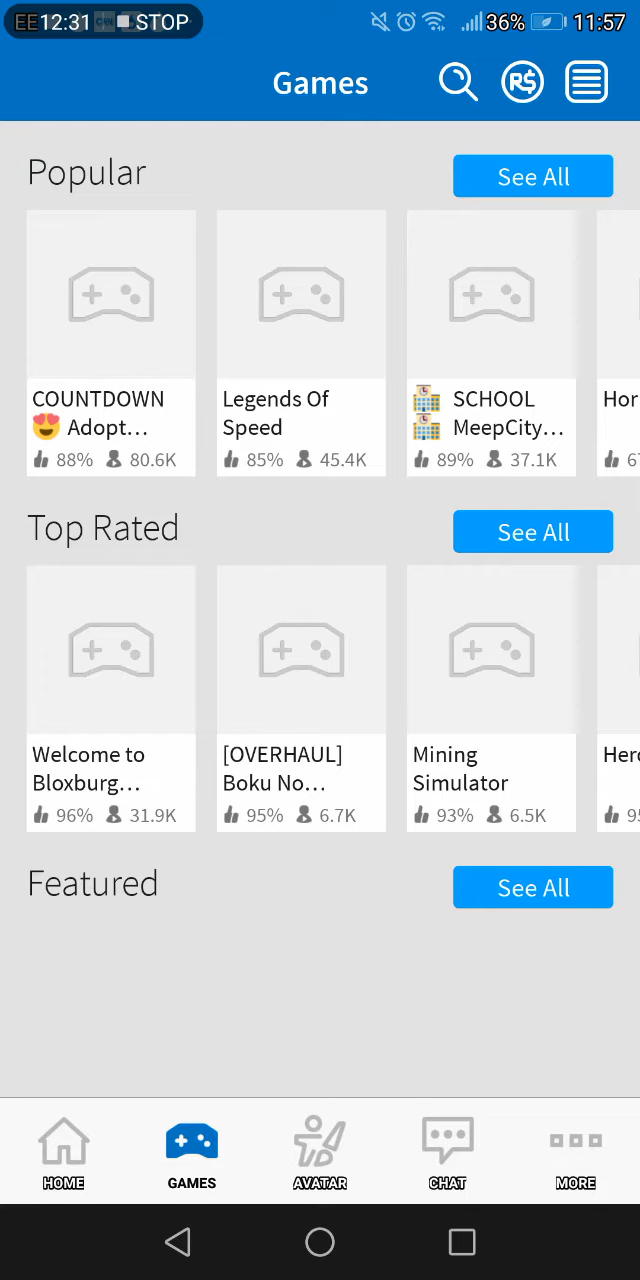 EE 12:31 STOP 36% 11:57
Games R$
Popular See All
COUNTDOWN
😍 Adopt...
88% 80.6K
Legends Of
Speed
85% 45.4K
🏫 SCHOOL
🏫 MeepCity...
89% 37.1K
Hor
67
Top Rated See All
Welcome to
Bloxburg...
96% 31.9K
[OVERHAUL]
Boku No...
95% 6.7K
Mining
Simulator
93% 6.5K
Hero
95
Featured See All
HOME GAMES AVATAR CHAT MORE